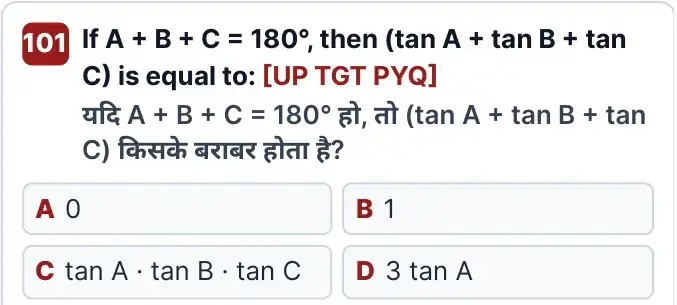 101 If A + B + C = 180°, then (tan A + tan B + tan
C) is equal to: [UP TGT PYQ]
यदि A + B + C = 180° हो, तो (tan A + tan B + tan
C) किसके बराबर होता है?
A 0
B 1
C tan A · tan B · tan C
D 3 tan A